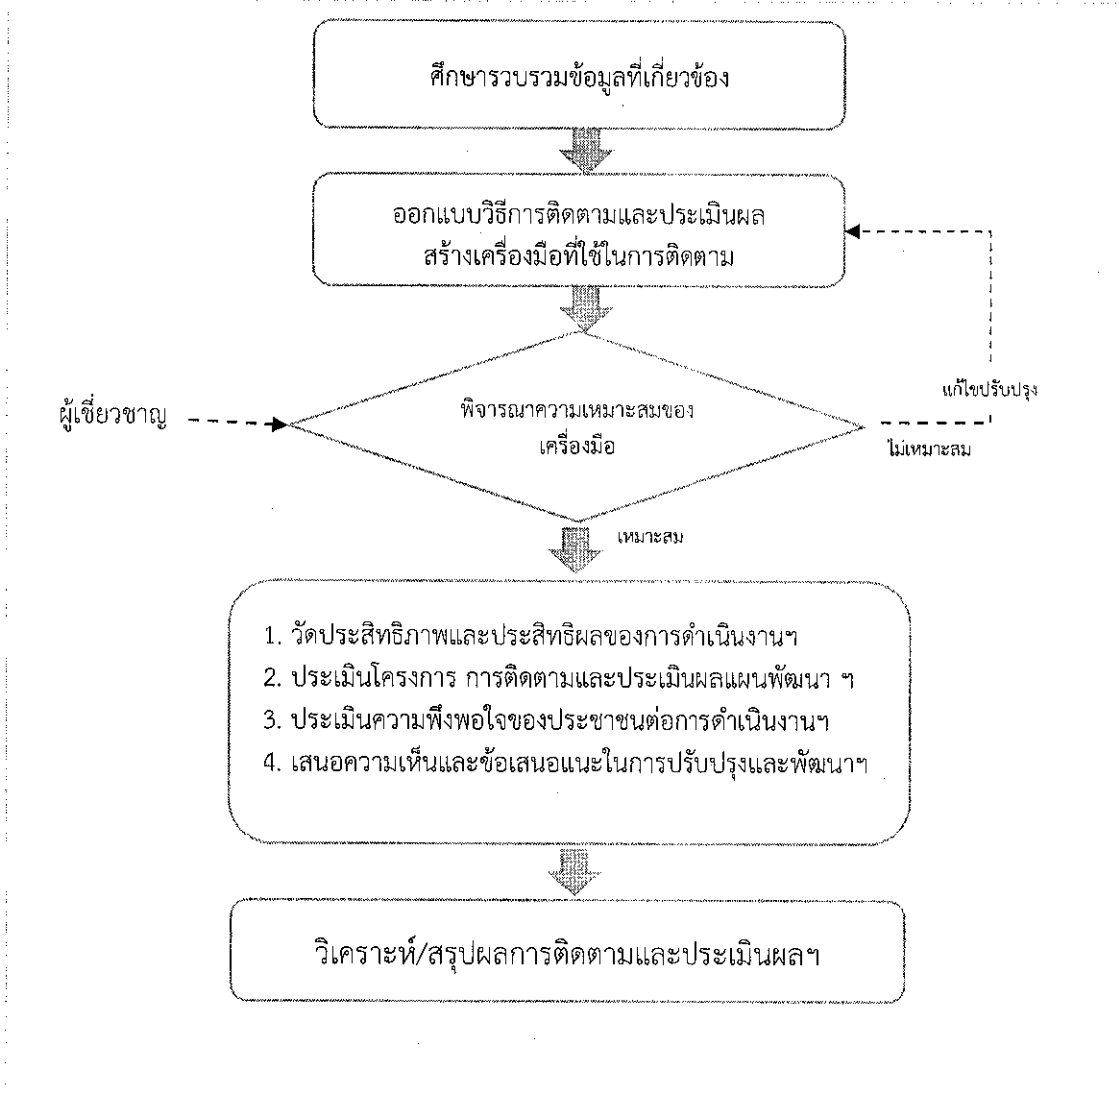 ศึกษารวบรวมข้อมูลที่เกี่ยวข้อง
ออกแบบวิธีการติดตามและประเมินผล
สร้างเครื่องมือที่ใช้ในการติดตาม
แก้ไขปรับปรุง
ผู้เชี่ยวชาญ
พิจารณาความเหมาะสมของ
เครื่องมือ
ไม่เหมาะสม
เหมาะสม
1. วัดประสิทธิภาพและประสิทธิผลของการดำเนินงานฯ
2. ประเมินโครงการ การติดตามและประเมินผลแผนพัฒนา ฯ
3. ประเมินความพึงพอใจของประชาชนต่อการดำเนินงานฯ
4. เสนอความเห็นและข้อเสนอแนะในการปรับปรุงและพัฒนาฯ
วิเคราะห์/สรุปผลการติดตามและประเมินผลฯ